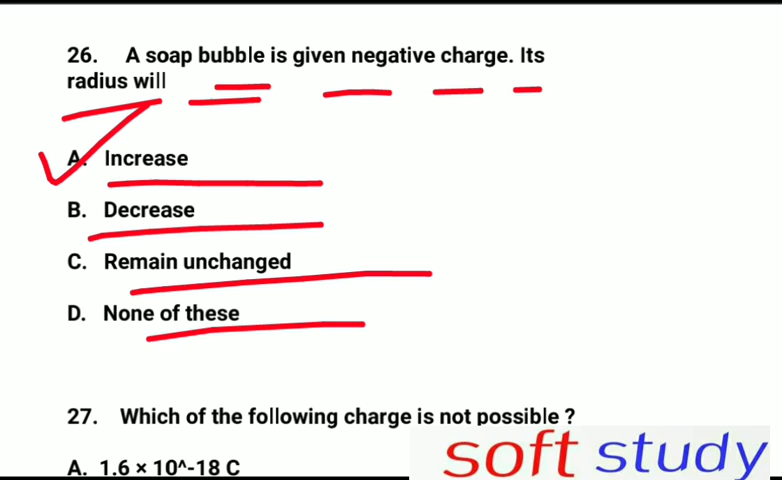 26. A soap bubble is given negative charge. Its
radius will
A. Increase
B. Decrease
C. Remain unchanged
D. None of these
27. Which of the following charge is not possible ?
A. 1.6 × 10^-18 C
soft study